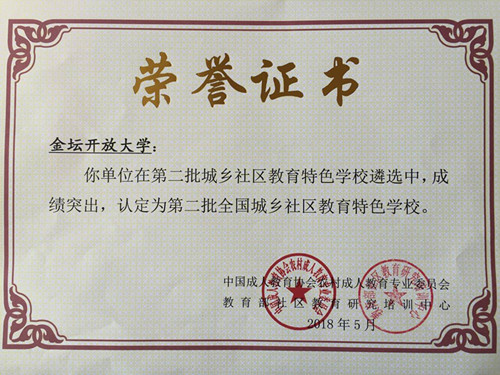 荣誉证书
金坛开放大学：
你单位在第二批城乡社区教育特色学校遴选中，成
绩突出，认定为第二批全国城乡社区教育特色学校。
中国成人教育协会农村成人教育专业委员会
教育部社区教育研究培训中心
2018年5月